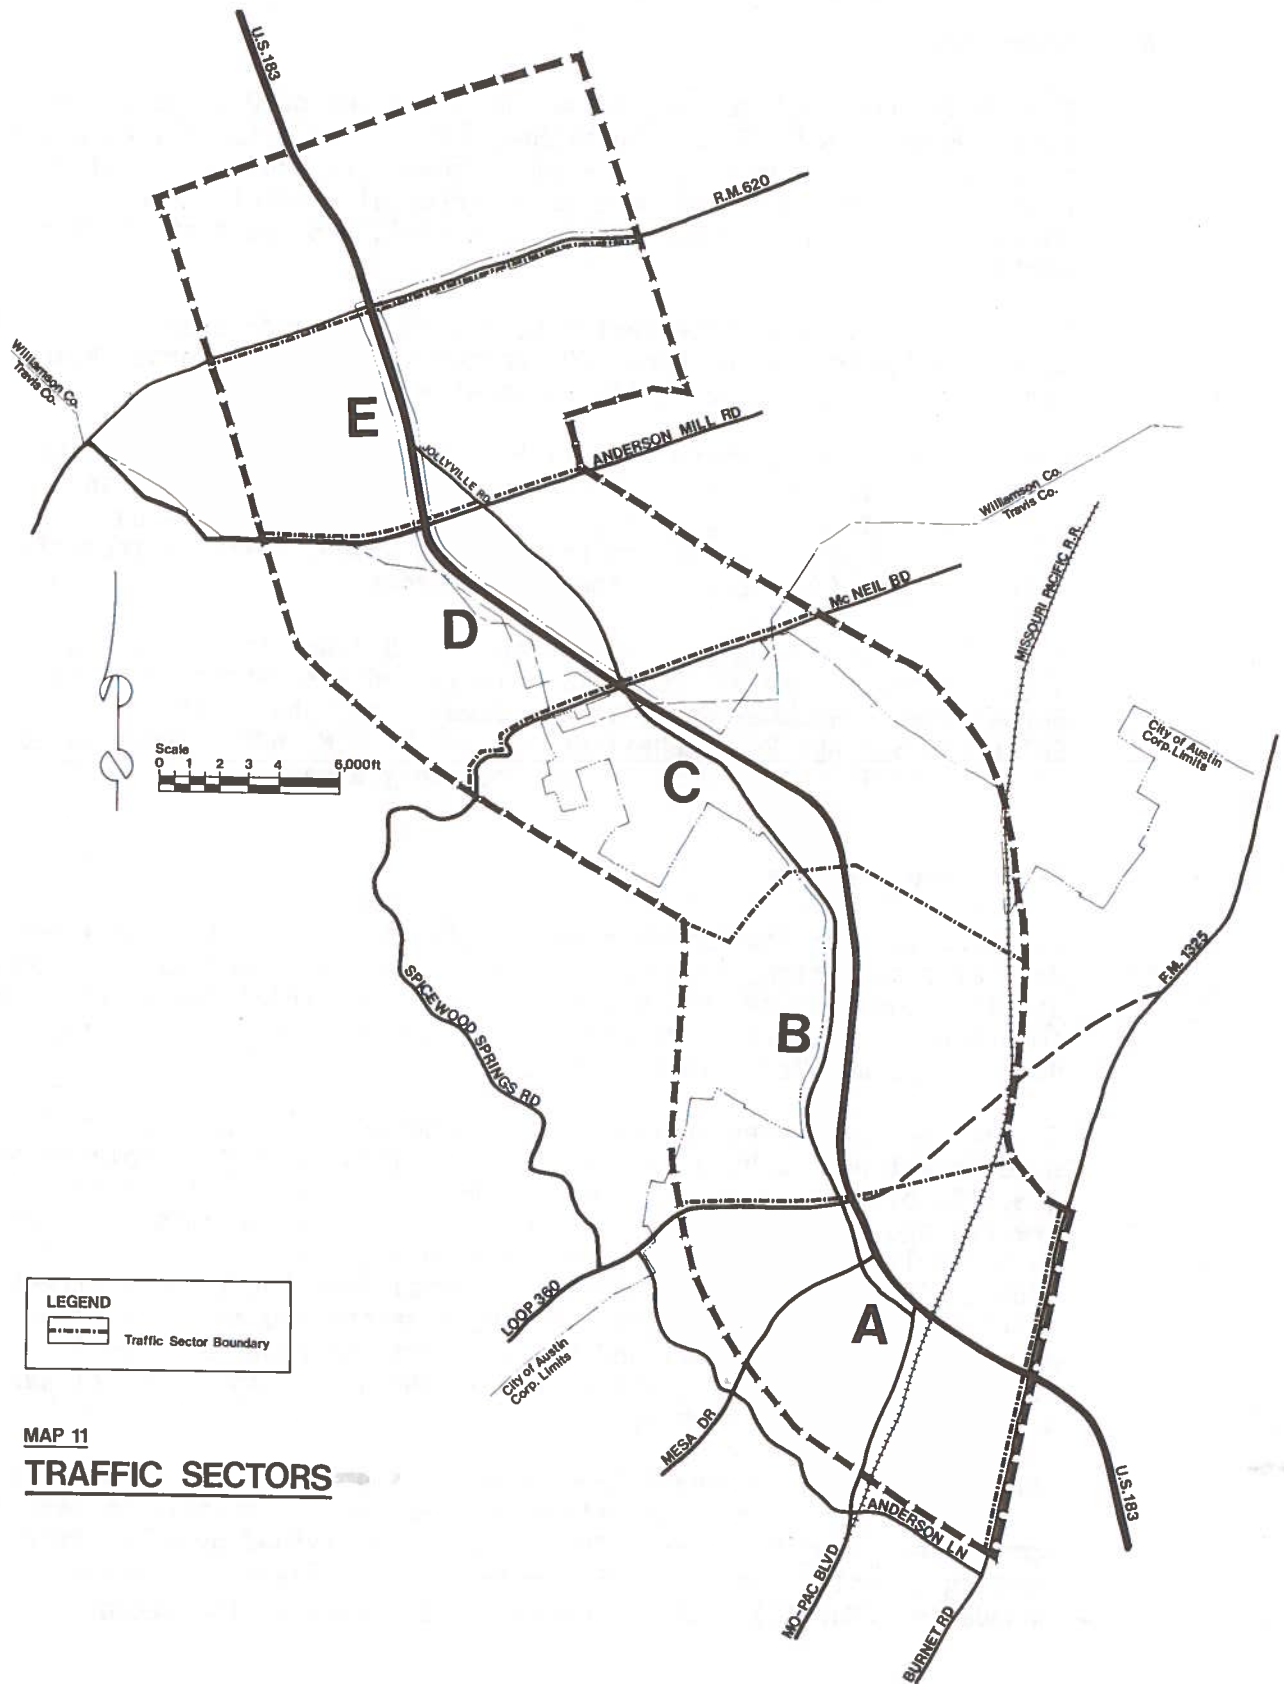 U.S.183
R.M.620
Williamson Co.
Travis Co.
E
ANDERSON MILL RD
JOLLYVILLE RD
Williamson Co.
Travis Co.
MISSOURI PACIFIC R.R.
Mc NEIL BD
D
City of Austin
Corp. Limits
Scale
0 1 2 3 4 6,000ft
C
F.M. 1325
SPICEWOOD SPRINGS RD
B
LEGEND
Traffic Sector Boundary
LOOP 360
A
City of Austin
Corp. Limits
MESA DR
MAP 11
TRAFFIC SECTORS
U.S.183
ANDERSON LN
MO-PAC BLVD
BURNET RD